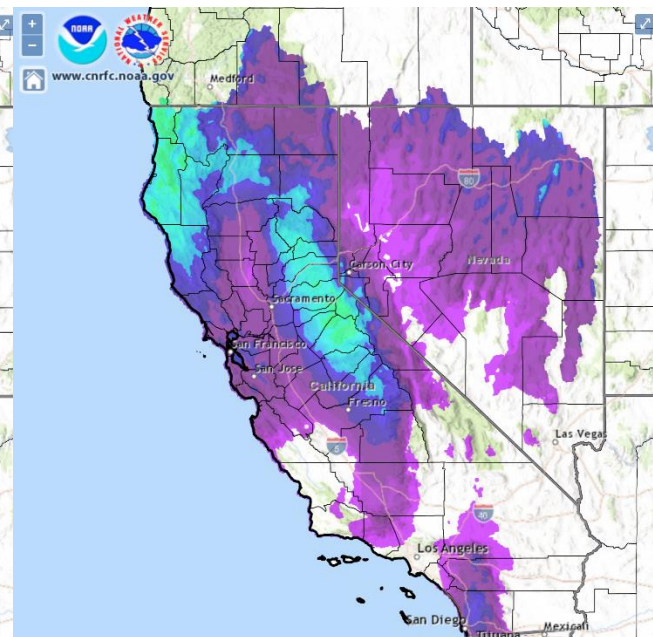 +
NOAA
NATIONAL WEATHER SERVICE
−
www.cnrfc.noaa.gov
Medford
80
Carson City
Nevada
Sacramento
San Francisco
San Jose
California
Fresno
5
Las Vegas
40
Los Angeles
San Diego
Mexicali
Tijuana